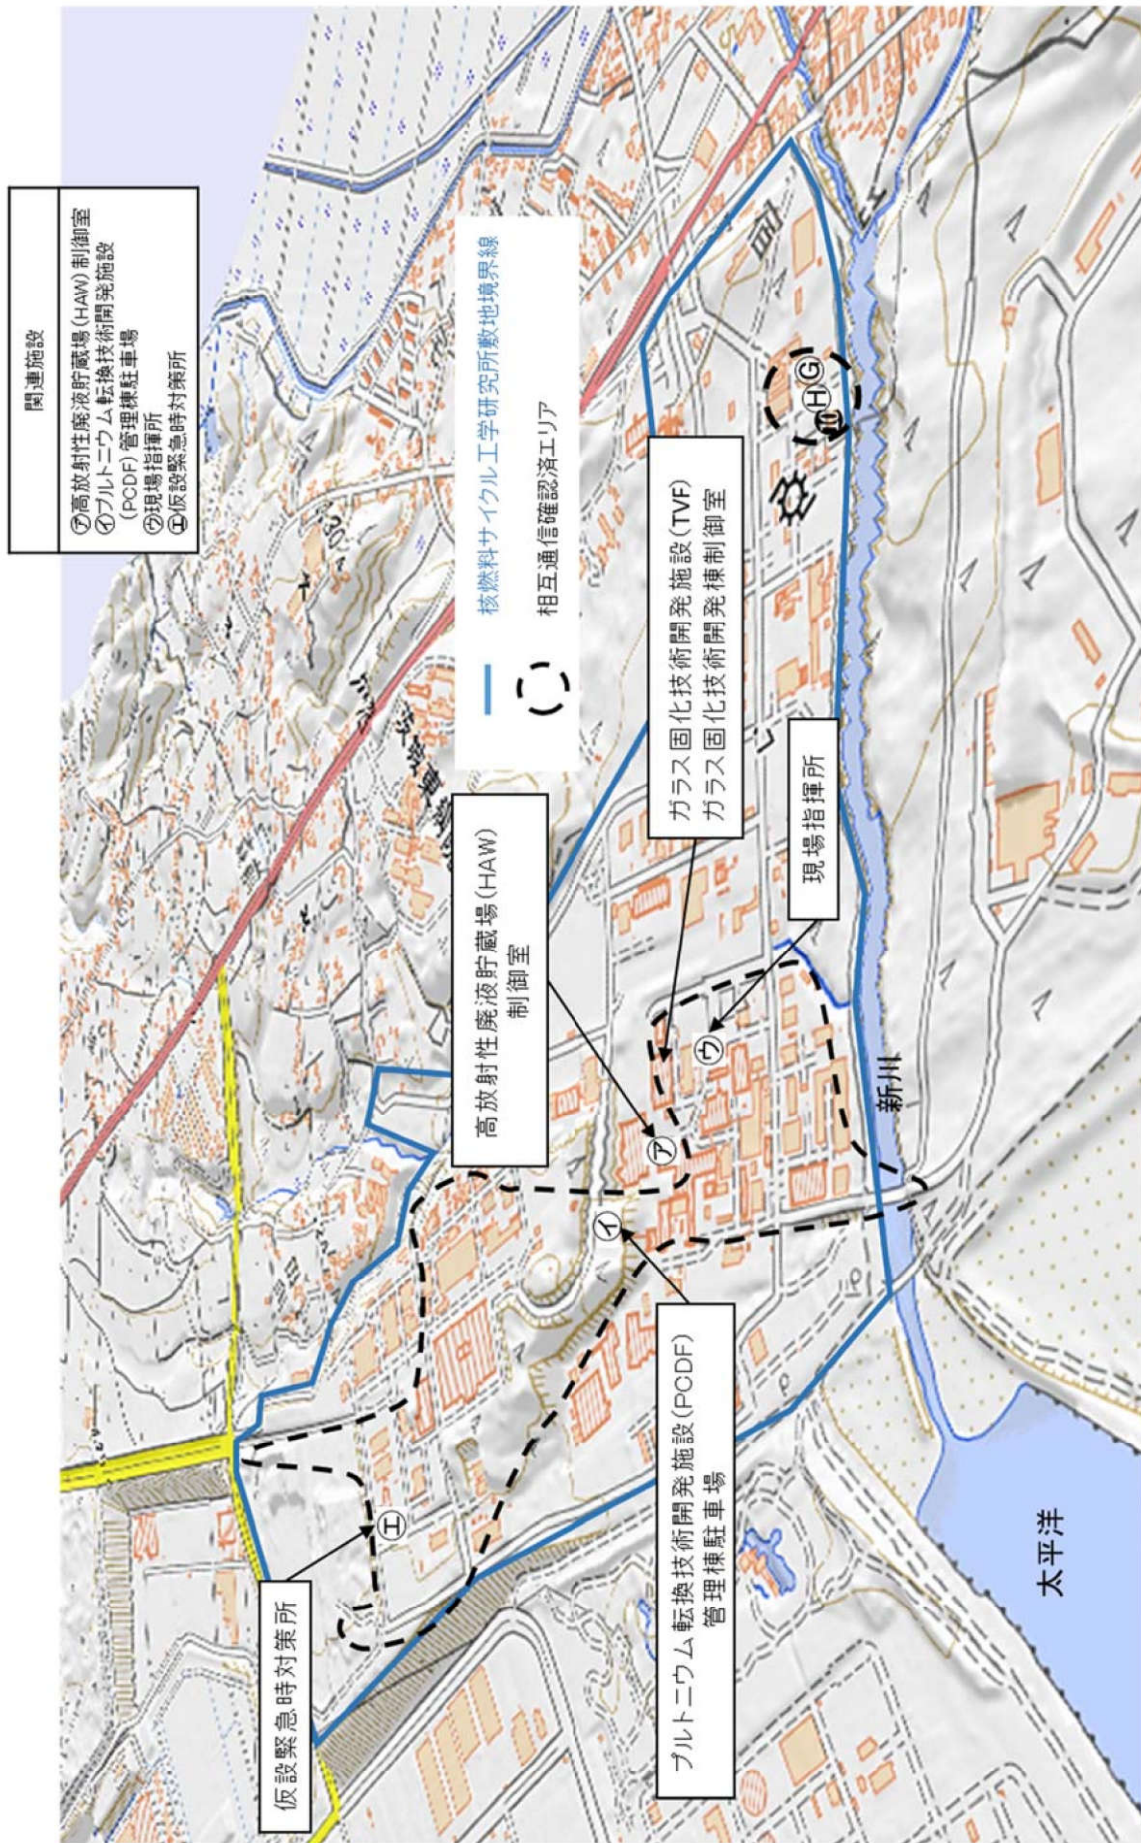 関連施設
㋐高放射性廃液貯蔵場(HAW)制御室
㋑プルトニウム転換技術開発施設
(PCDF)管理棟駐車場
㋒現場指揮所
㋓仮設緊急時対策所
核燃料サイクル工学研究所敷地境界線
相互通信確認済エリア
仮設緊急時対策所
㋓
高放射性廃液貯蔵場(HAW)
制御室
㋐
ガラス固化技術開発施設(TVF)
ガラス固化技術開発棟制御室
現場指揮所
㋒
プルトニウム転換技術開発施設(PCDF)
管理棟駐車場
㋑
Ⓖ
Ⓗ
新川
太平洋